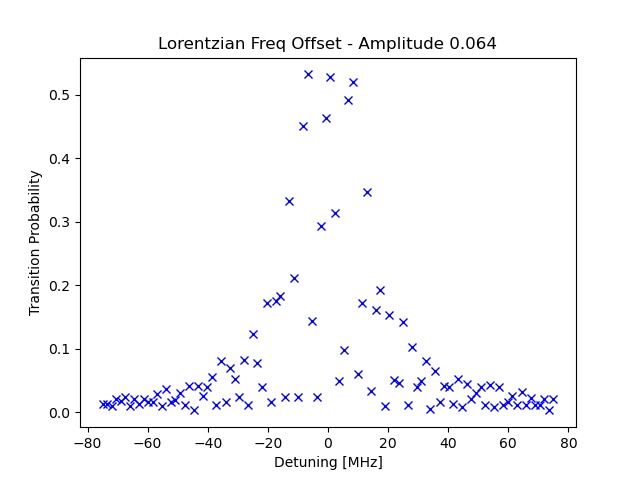 Lorentzian Freq Offset - Amplitude 0.064
Transition Probability
0.5
0.4
0.3
0.2
0.1
0.0
−80 −60 −40 −20 0 20 40 60 80
Detuning [MHz]